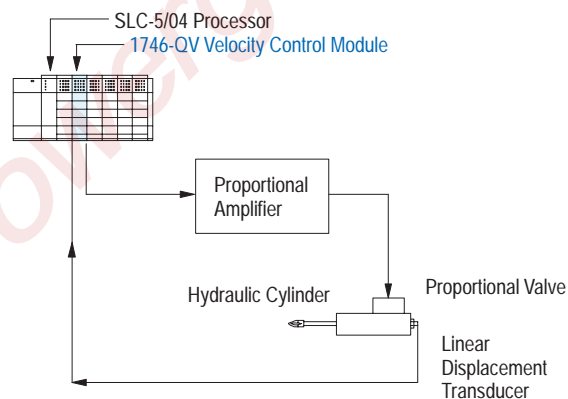 SLC-5/04 Processor
1746-QV Velocity Control Module
Proportional
Amplifier
Hydraulic Cylinder
Proportional Valve
Linear
Displacement
Transducer